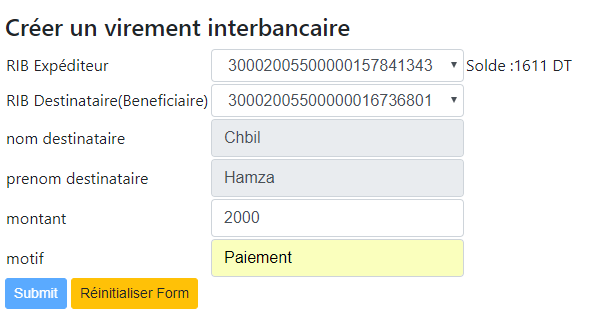 Créer un virement interbancaire
RIB Expéditeur 30002005500000157841343 Solde :1611 DT
RIB Destinataire(Beneficiaire) 30002005500000016736801
nom destinataire Chbil
prenom destinataire Hamza
montant 2000
motif Paiement
Submit Réinitialiser Form